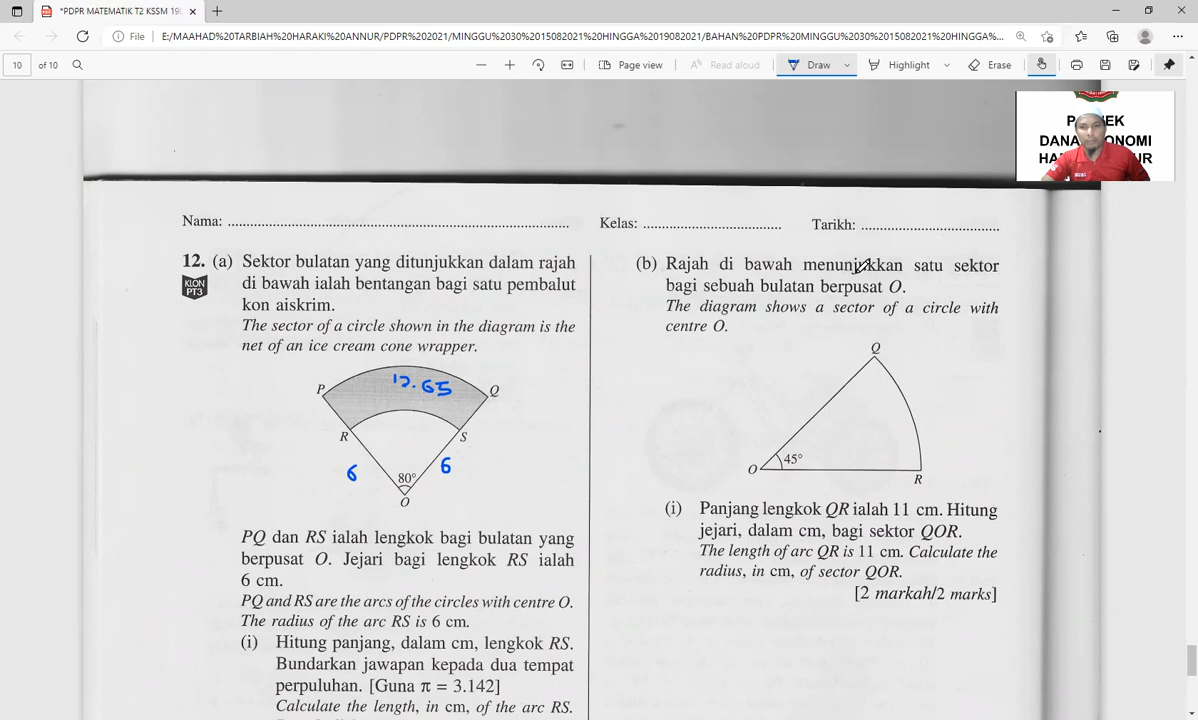 *PDPR MATEMATIK T2 KSSM 19
File
E:/MAAHAD%20TARBIAH%20HARAKI%20ANNUR/PDPR%202021/MINGGU%2030%2015082021%20HINGGA%2019082021/BAHAN%20PDPR%20MINGGU%2030%2015082021%20HINGGA%...
10 of 10
Page view
Read aloud
Draw
Highlight
Erase
DANA
Nama:
Kelas:
Tarikh:
12. (a) Sektor bulatan yang ditunjukkan dalam rajah
di bawah ialah bentangan bagi satu pembalut
kon aiskrim.
The sector of a circle shown in the diagram is the
net of an ice cream cone wrapper.
KLON
PT3
P
12.65
Q
R
S
6
6
80°
O
PQ dan RS ialah lengkok bagi bulatan yang
berpusat O. Jejari bagi lengkok RS ialah
6 cm.
PQ and RS are the arcs of the circles with centre O.
The radius of the arc RS is 6 cm.
(i) Hitung panjang, dalam cm, lengkok RS.
Bundarkan jawapan kepada dua tempat
perpuluhan. [Guna π = 3.142]
Calculate the length, in cm, of the arc RS.
(b) Rajah di bawah menunjukkan satu sektor
bagi sebuah bulatan berpusat O.
The diagram shows a sector of a circle with
centre O.
Q
45°
O
R
(i) Panjang lengkok QR ialah 11 cm. Hitung
jejari, dalam cm, bagi sektor QOR.
The length of arc QR is 11 cm. Calculate the
radius, in cm, of sector QOR.
[2 markah/2 marks]